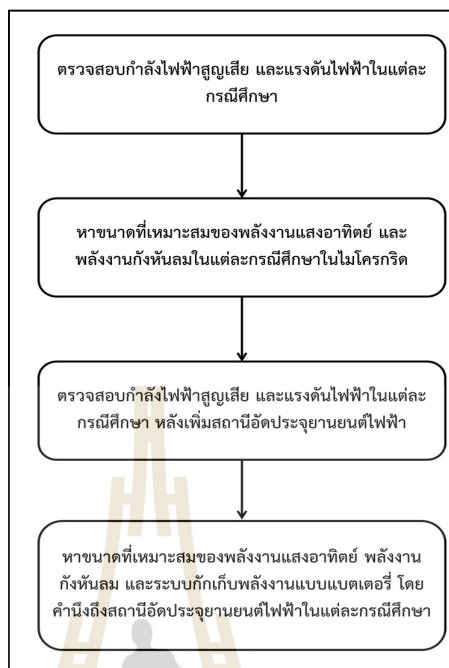 ตรวจสอบกำลังไฟฟ้าสูญเสีย และแรงดันไฟฟ้าในแต่ละ
กรณีศึกษา
หาขนาดที่เหมาะสมของพลังงานแสงอาทิตย์ และ
พลังงานกังหันลมในแต่ละกรณีศึกษาในไมโครกริด
ตรวจสอบกำลังไฟฟ้าสูญเสีย และแรงดันไฟฟ้าในแต่ละ
กรณีศึกษา หลังเพิ่มสถานีอัดประจุยานยนต์ไฟฟ้า
หาขนาดที่เหมาะสมของพลังงานแสงอาทิตย์ พลังงาน
กังหันลม และระบบกักเก็บพลังงานแบบแบตเตอรี่ โดย
คำนึงถึงสถานีอัดประจุยานยนต์ไฟฟ้าในแต่ละกรณีศึกษา